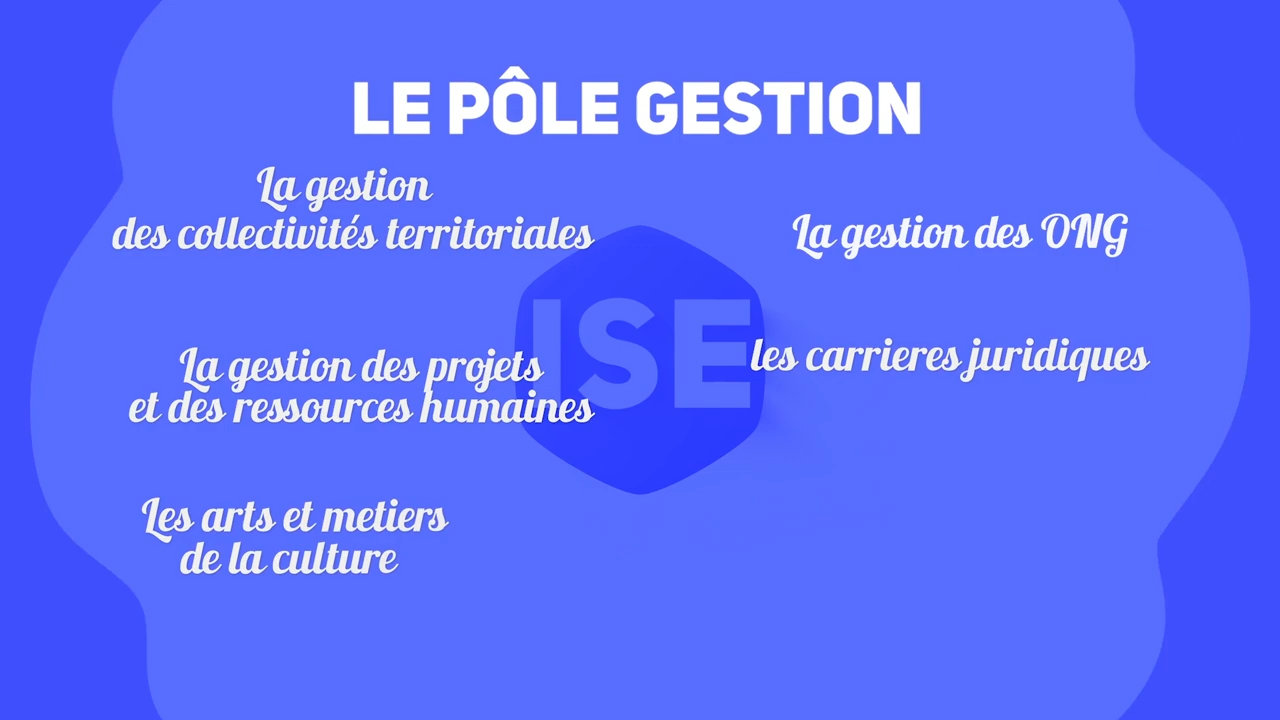 LE PÔLE GESTION
La gestion
des collectivités territoriales
La gestion des ONG
ISE
les carrieres juridiques
La gestion des projets
et des ressources humaines
Les arts et metiers
de la culture